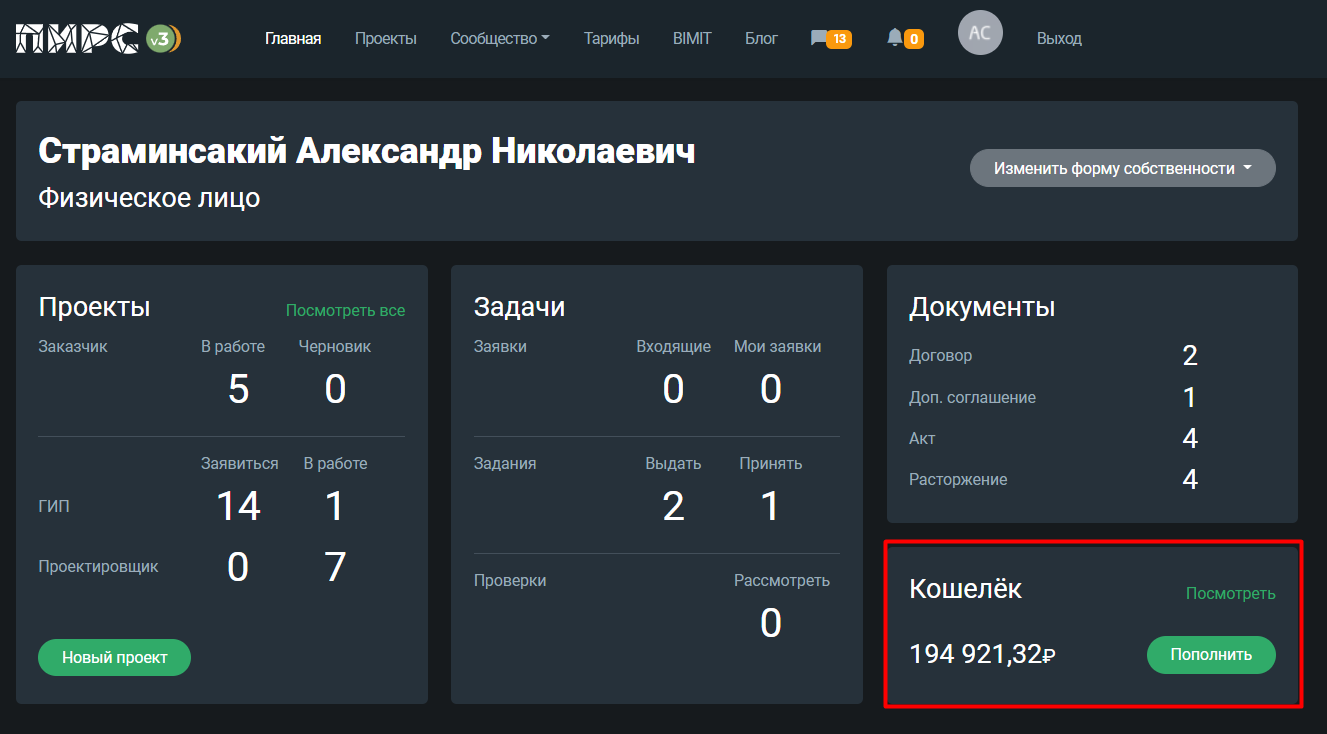 ПИРС v3 Главная Проекты Сообщество Тарифы BIMIT Блог 13 0 АС Выход
Страминсакий Александр Николаевич
Физическое лицо
Изменить форму собственности
Проекты Посмотреть все
Заказчик В работе Черновик
5 0
Заявиться В работе
ГИП 14 1
Проектировщик 0 7
Новый проект
Задачи
Заявки Входящие Мои заявки
0 0
Задания Выдать Принять
2 1
Проверки Рассмотреть
0
Документы
Договор 2
Доп. соглашение 1
Акт 4
Расторжение 4
Кошелёк Посмотреть
194 921,32₽ Пополнить